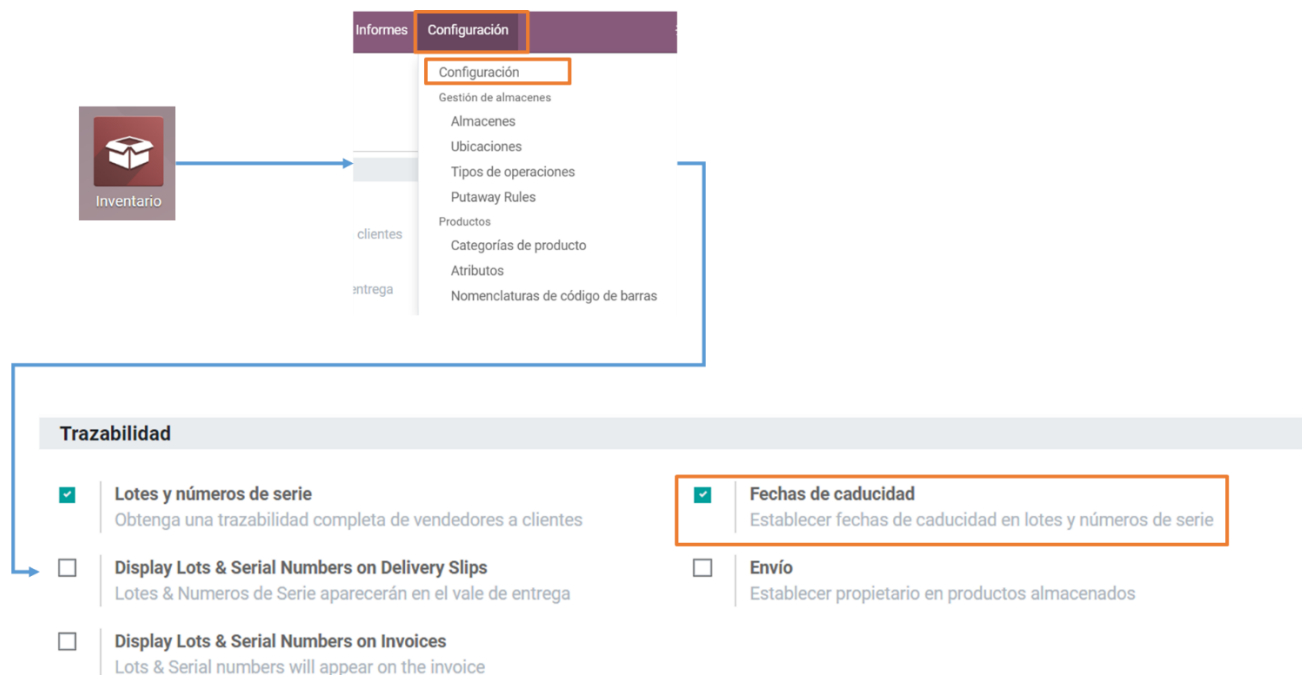 Informes Configuración
Configuración
Gestión de almacenes
Almacenes
Ubicaciones
Tipos de operaciones
Putaway Rules
Productos
clientes
Categorías de producto
Atributos
entrega
Nomenclaturas de código de barras
Inventario
Trazabilidad
Lotes y números de serie
Obtenga una trazabilidad completa de vendedores a clientes
Fechas de caducidad
Establecer fechas de caducidad en lotes y números de serie
Display Lots & Serial Numbers on Delivery Slips
Lotes & Numeros de Serie aparecerán en el vale de entrega
Envío
Establecer propietario en productos almacenados
Display Lots & Serial Numbers on Invoices
Lots & Serial numbers will appear on the invoice